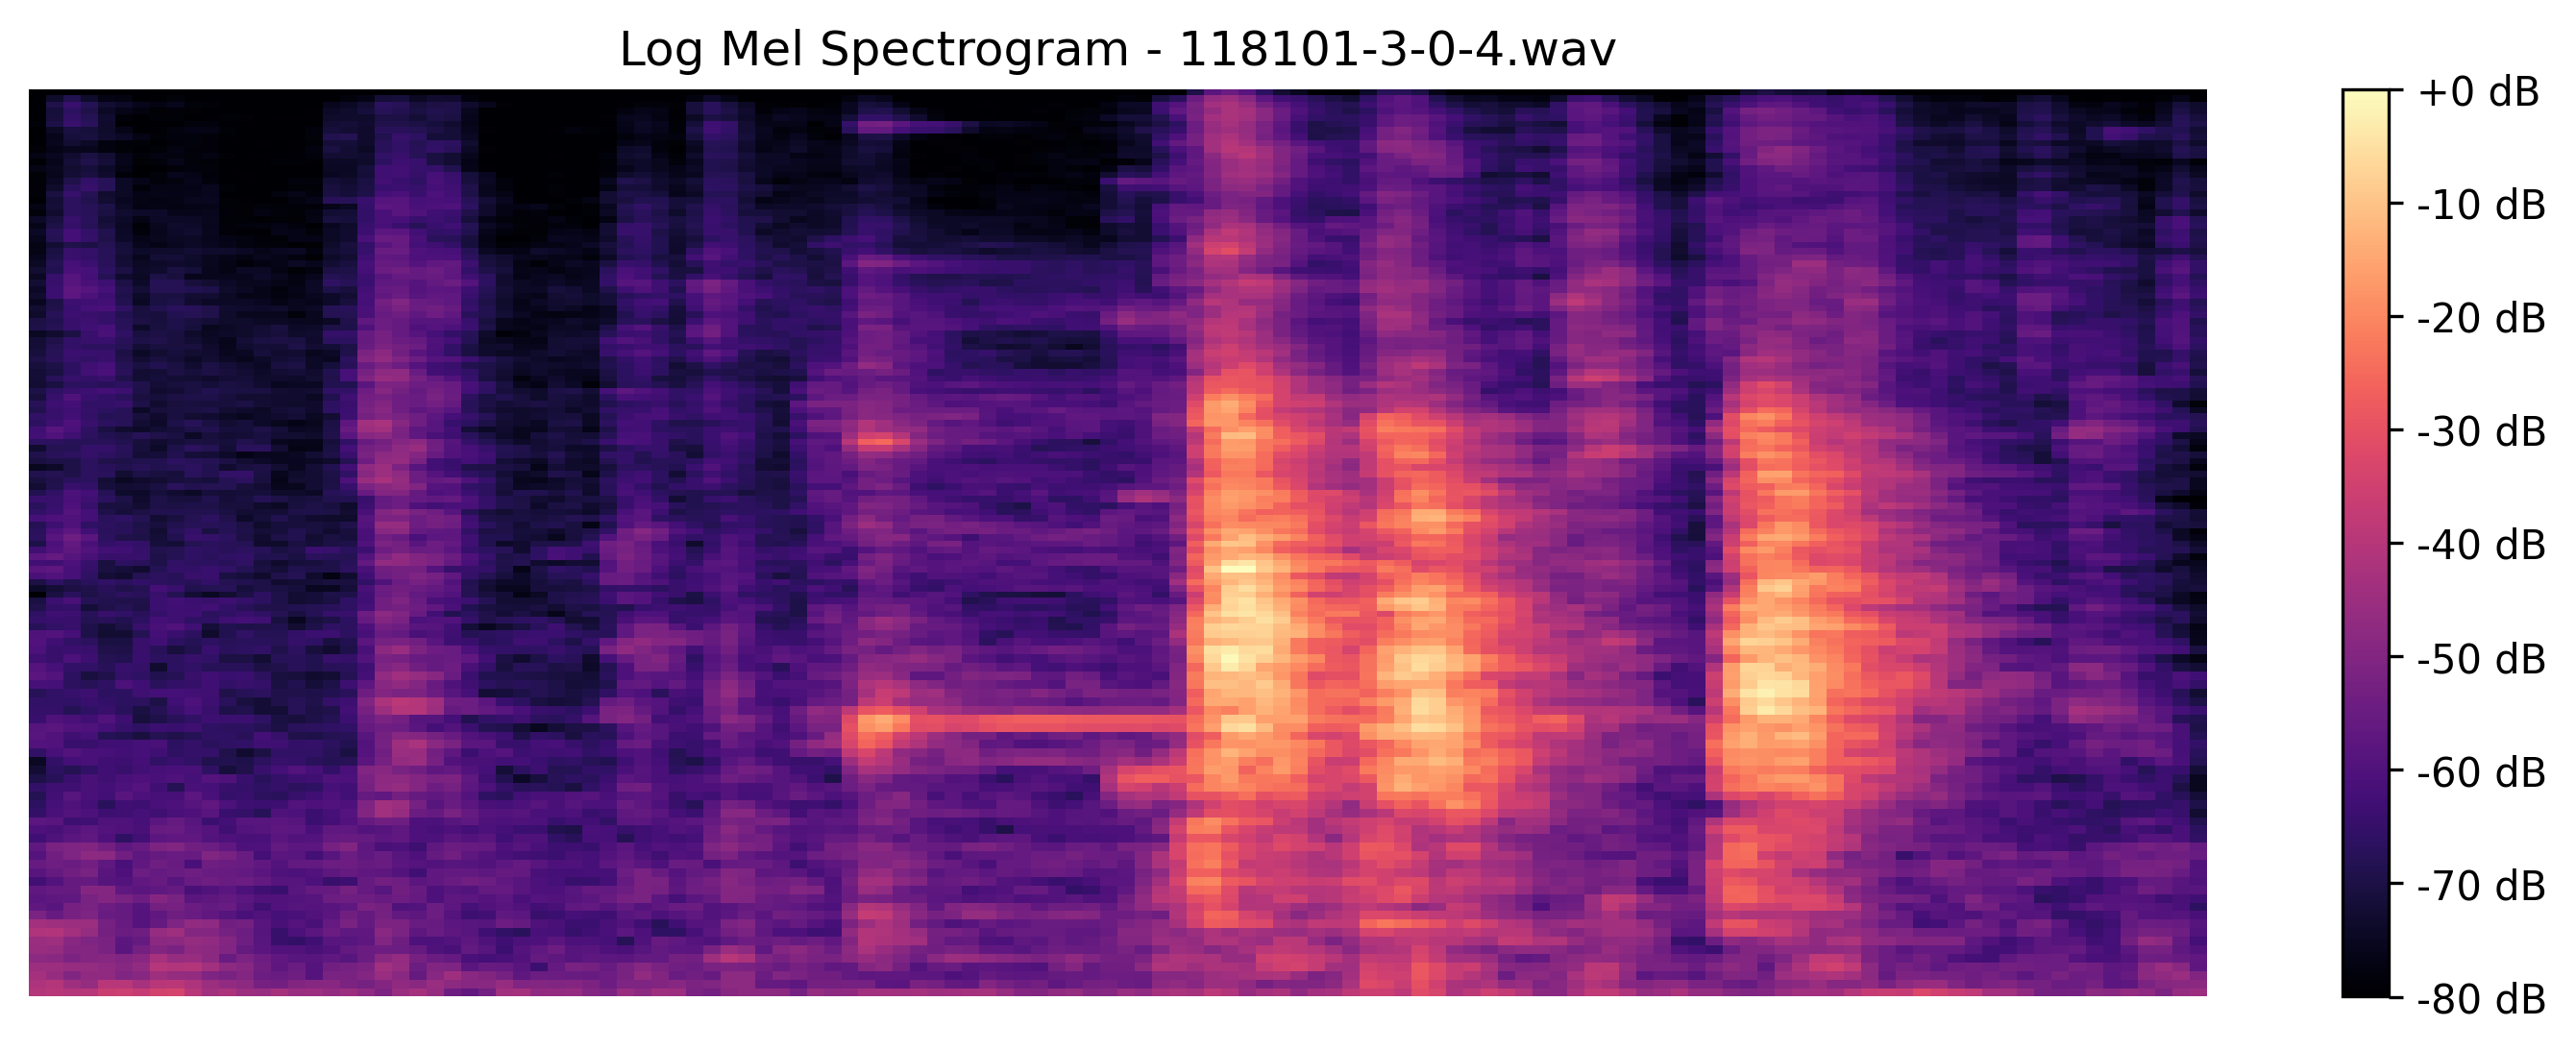 Log Mel Spectrogram - 118101-3-0-4.wav
+0 dB
-10 dB
-20 dB
-30 dB
-40 dB
-50 dB
-60 dB
-70 dB
-80 dB